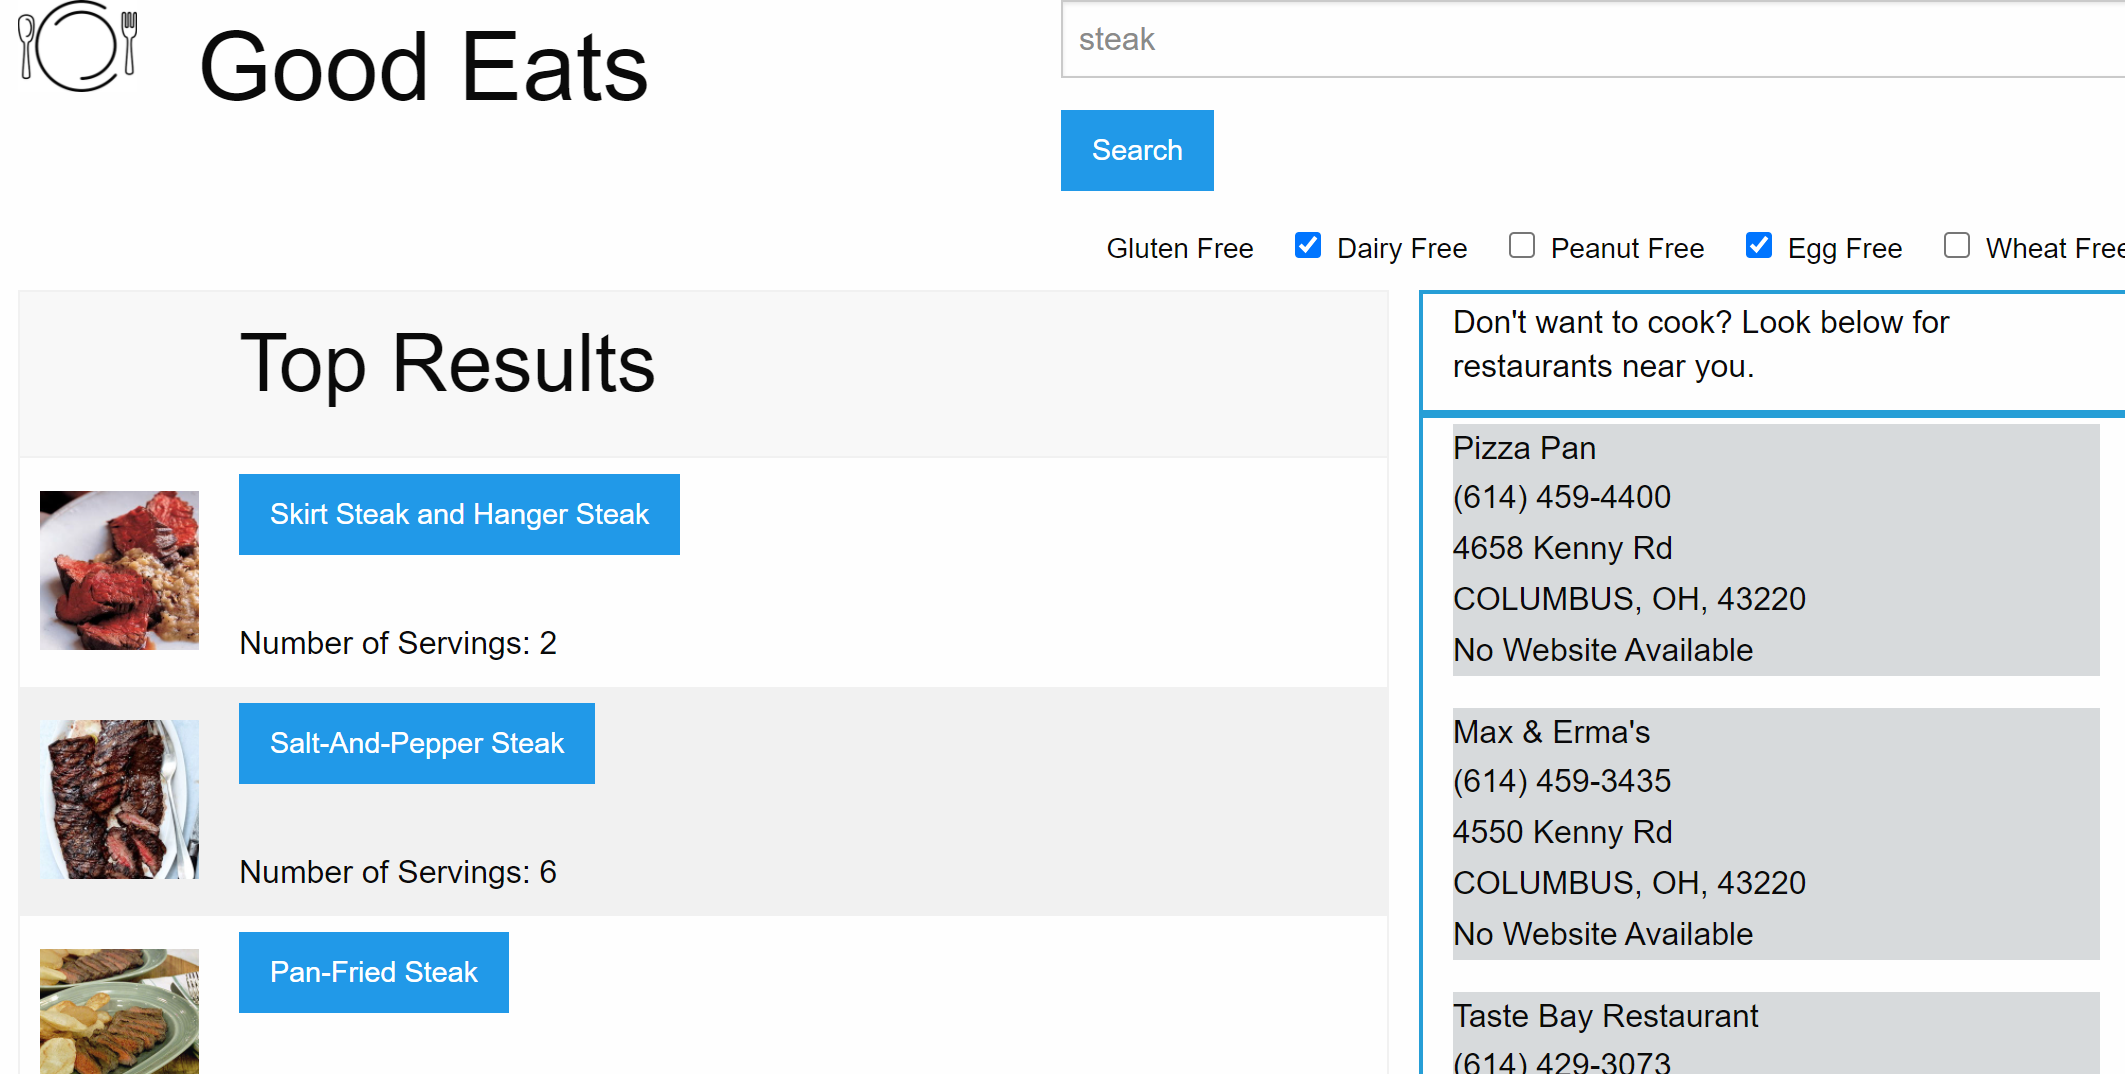 Good Eats
steak
Search
Gluten Free Dairy Free Peanut Free Egg Free Wheat Free
Top Results
Skirt Steak and Hanger Steak
Number of Servings: 2
Salt-And-Pepper Steak
Number of Servings: 6
Pan-Fried Steak
Don't want to cook? Look below for
restaurants near you.
Pizza Pan
(614) 459-4400
4658 Kenny Rd
COLUMBUS, OH, 43220
No Website Available
Max & Erma's
(614) 459-3435
4550 Kenny Rd
COLUMBUS, OH, 43220
No Website Available
Taste Bay Restaurant
(614) 429-3073